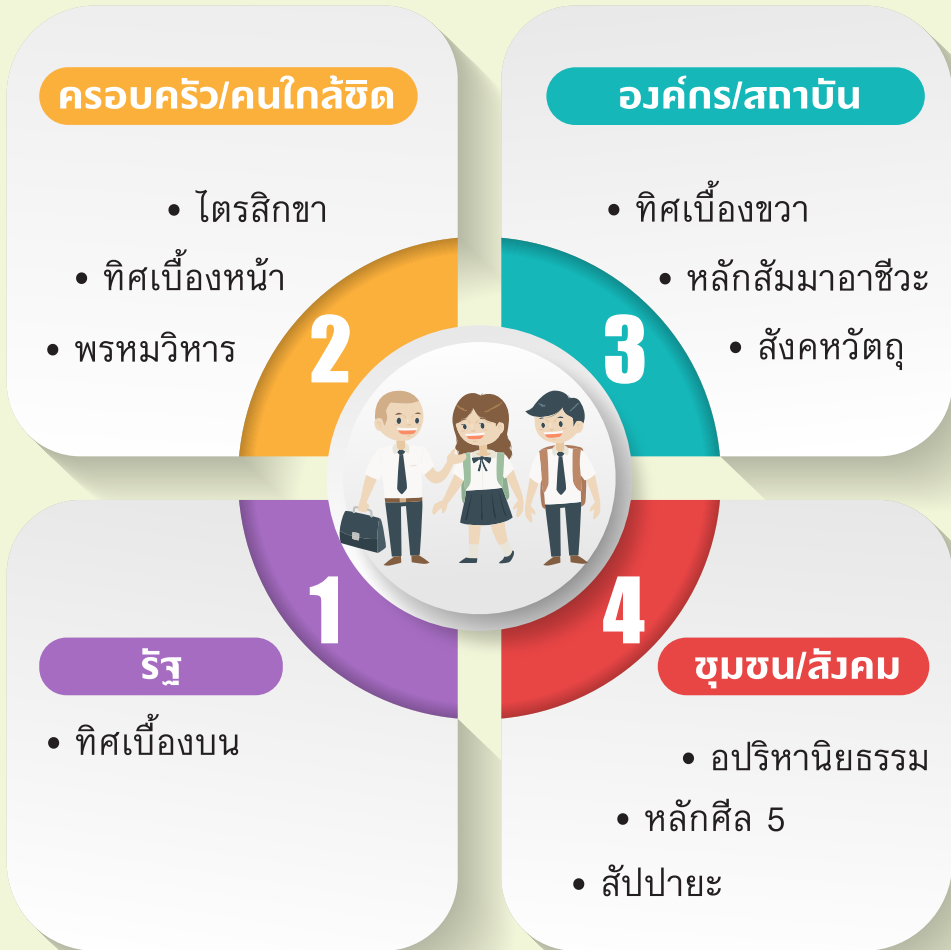 ครอบครัว/คนใกล้ชิด
• ไตรสิกขา
• ทิศเบื้องหน้า
• พรหมวิหาร
2
องค์กร/สถาบัน
• ทิศเบื้องขวา
• หลักสัมมาอาชีวะ
• สังคหวัตถุ
3
1
รัฐ
• ทิศเบื้องบน
4
ชุมชน/สังคม
• อปริหานิยธรรม
• หลักศีล 5
• สัปปายะ